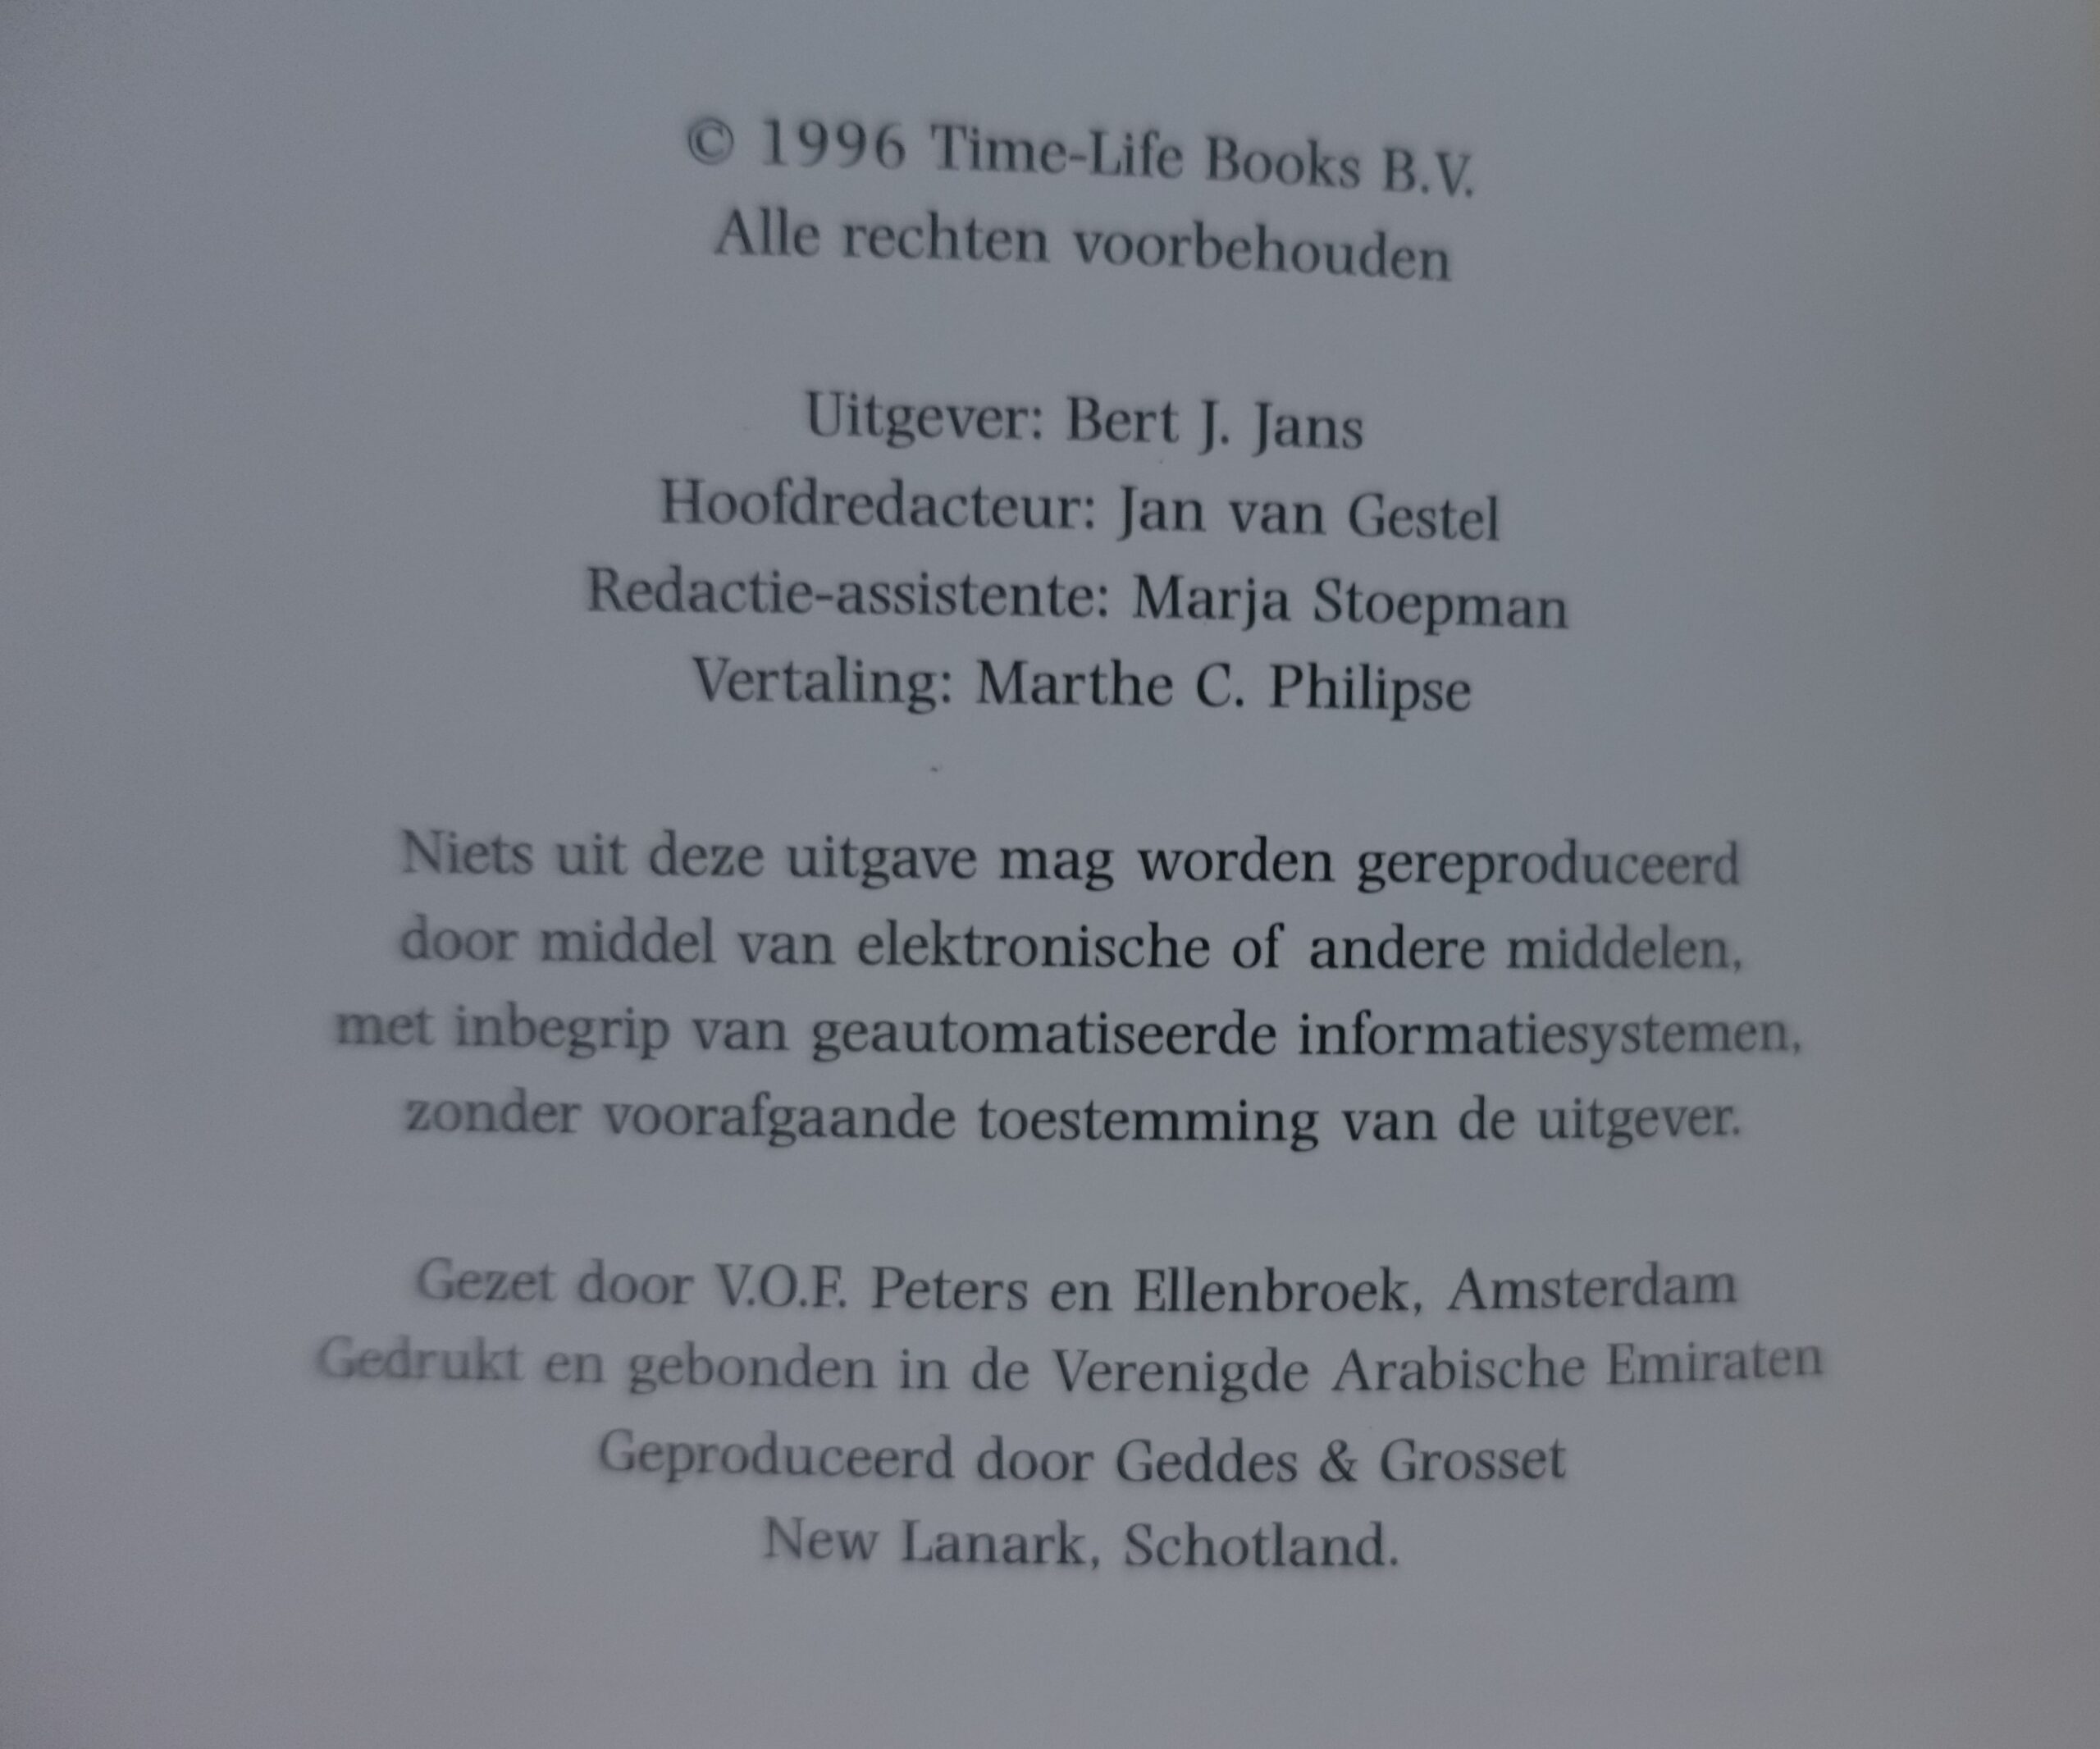 © 1996 Time-Life Books B.V.
Alle rechten voorbehouden
Uitgever: Bert J. Jans
Hoofdredacteur: Jan van Gestel
Redactie-assistente: Marja Stoepman
Vertaling: Marthe C. Philipse
Niets uit deze uitgave mag worden gereproduceerd
door middel van elektronische of andere middelen,
met inbegrip van geautomatiseerde informatiesystemen,
zonder voorafgaande toestemming van de uitgever.
Gezet door V.O.F. Peters en Ellenbroek, Amsterdam
Gedrukt en gebonden in de Verenigde Arabische Emiraten
Geproduceerd door Geddes & Grosset
New Lanark, Schotland.